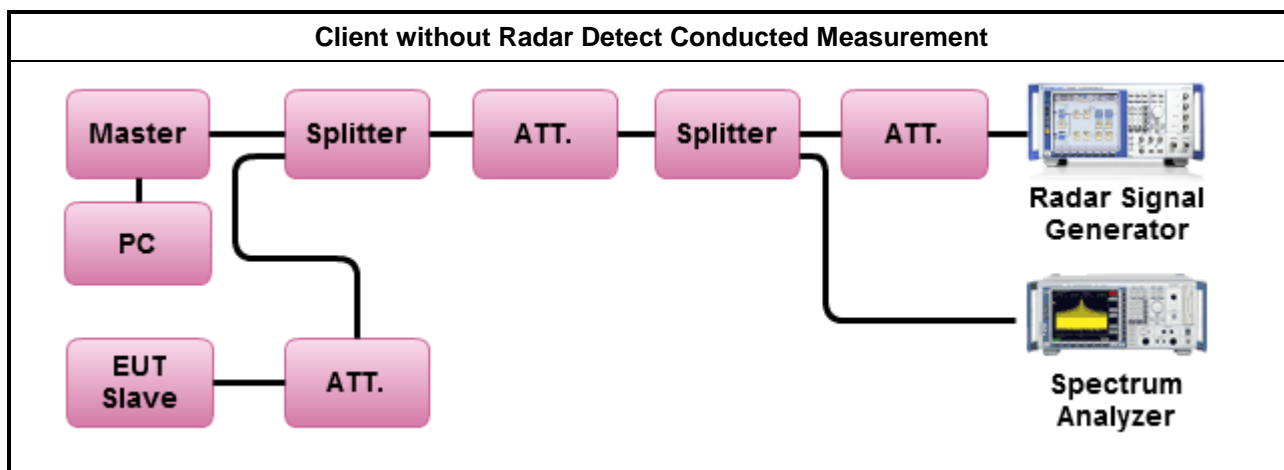 Client without Radar Detect Conducted Measurement
Master
Splitter
ATT.
Splitter
ATT.
Radar Signal
Generator
PC
EUT
Slave
ATT.
Spectrum
Analyzer